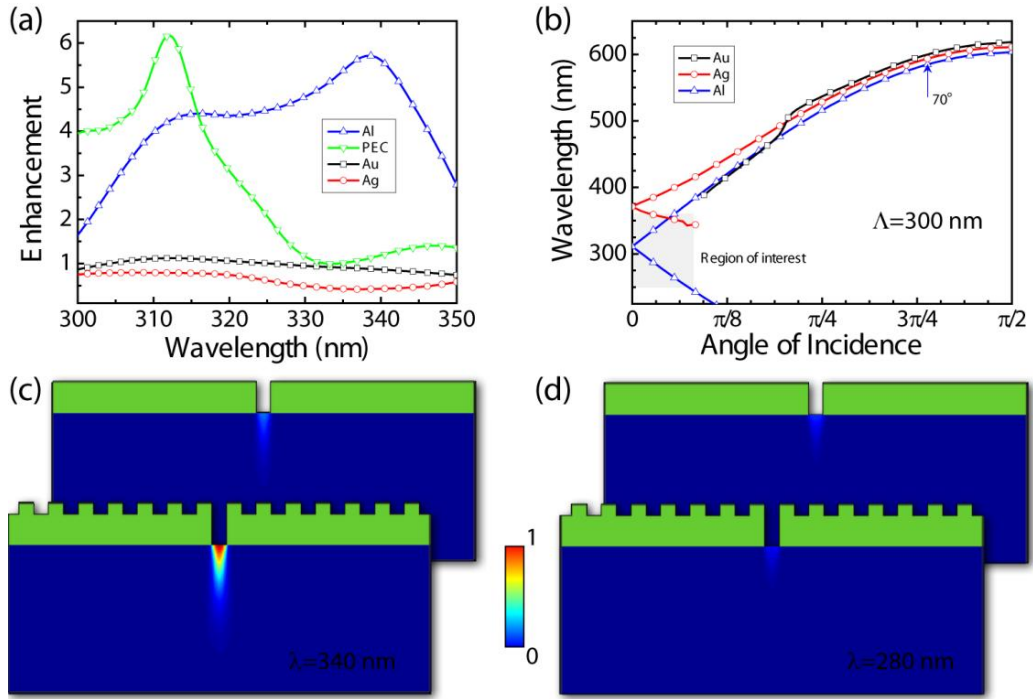 (a)
6
5
4
3
2
1
Enhancement
Al
PEC
Au
Ag
300 310 320 330 340 350
Wavelength (nm)
(b)
600
500
400
300
Wavelength (nm)
Au
Ag
Al
70°
Λ=300 nm
Region of interest
0 π/8 π/4 3π/4 π/2
Angle of Incidence
(c)
λ=340 nm
1
0
(d)
λ=280 nm